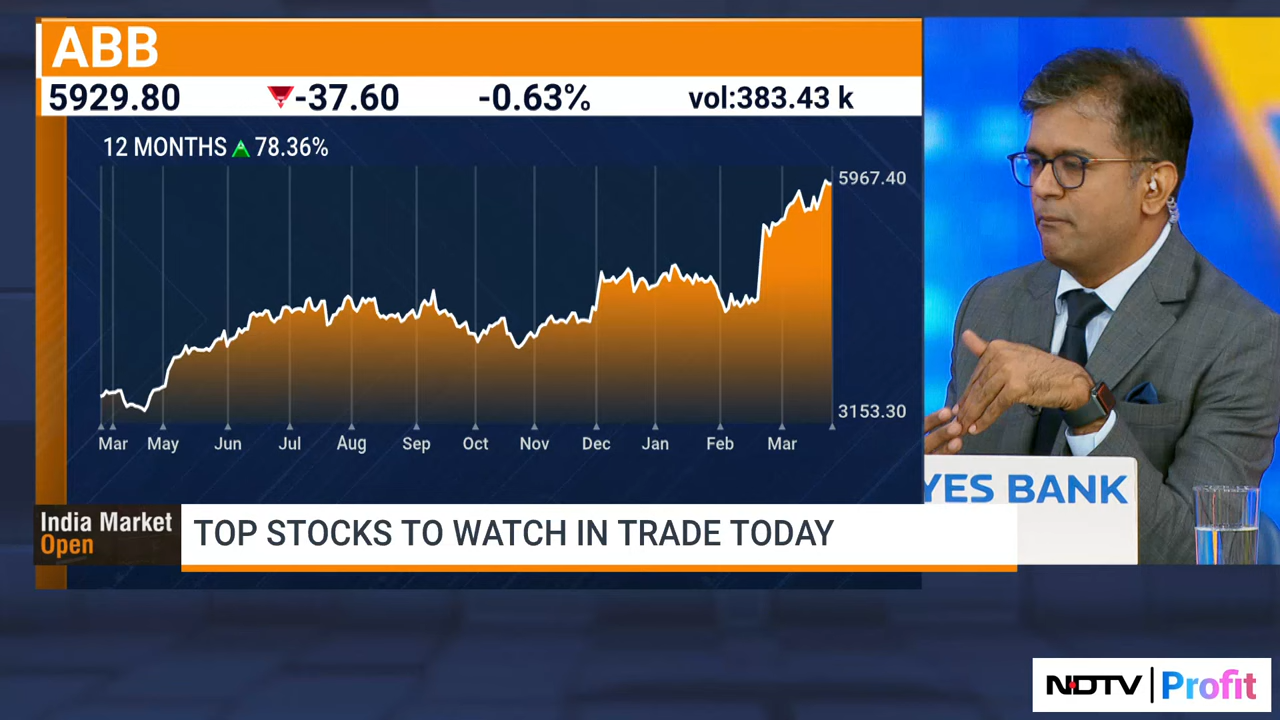 ABB
5929.80 -37.60 -0.63% vol:383.43 k
12 MONTHS 78.36%
5967.40
3153.30
Mar May Jun Jul Aug Sep Oct Nov Dec Jan Feb Mar
YES BANK
India Market
Open
TOP STOCKS TO WATCH IN TRADE TODAY
NDTV Profit